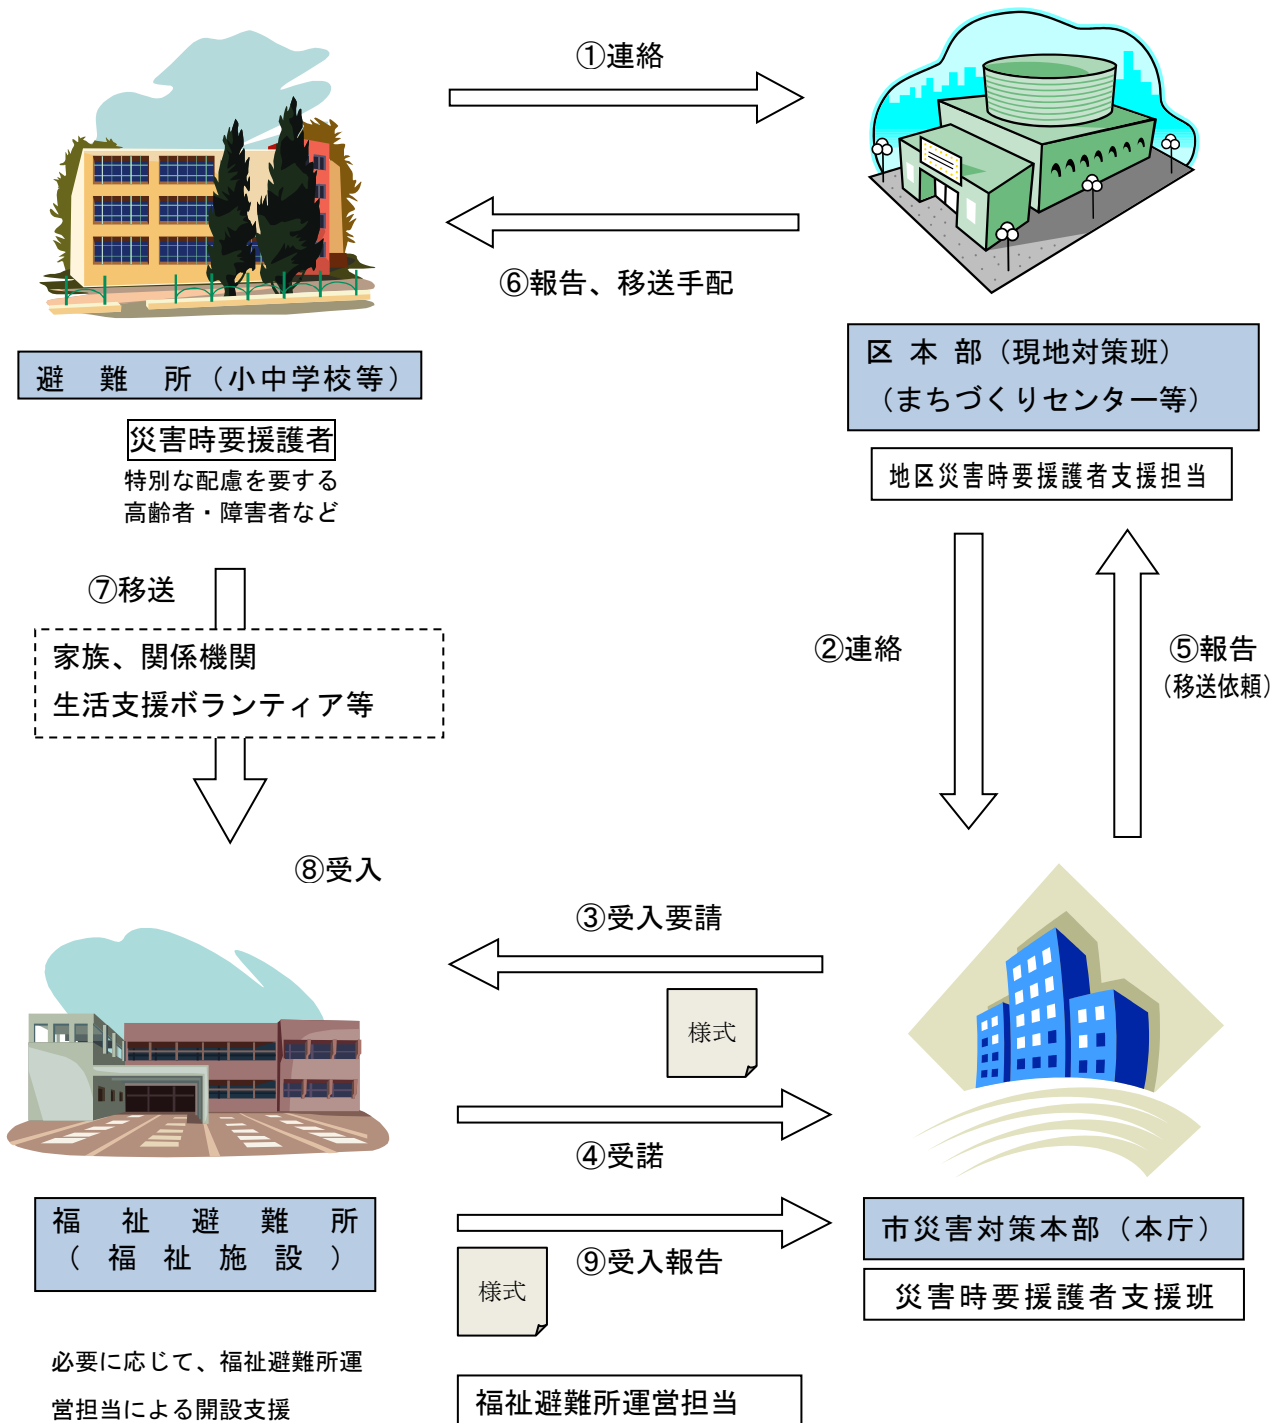 ①連絡
⑥報告、移送手配
避難所（小中学校等）
災害時要援護者
特別な配慮を要する
高齢者・障害者など
区本部（現地対策班）
（まちづくりセンター等）
地区災害時要援護者支援担当
⑦移送
家族、関係機関
生活支援ボランティア等
②連絡
⑤報告
（移送依頼）
⑧受入
③受入要請
様式
④受諾
福祉避難所
（福祉施設）
⑨受入報告
様式
市災害対策本部（本庁）
災害時要援護者支援班
必要に応じて、福祉避難所運
営担当による開設支援
福祉避難所運営担当